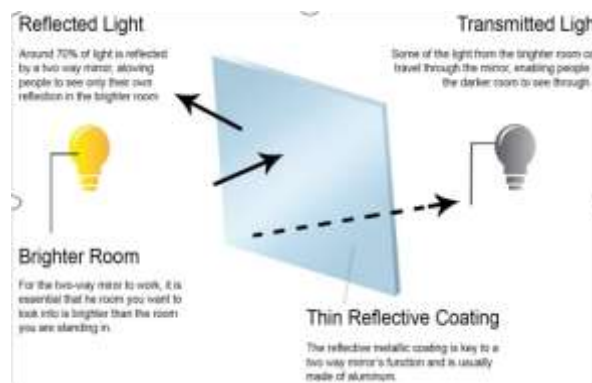 Reflected Light
Around 70% of light is reflected
by a two way mirror, alowing
people to see only their own
reflection in the brighter room
Transmitted Ligh
Some of the light from the brighter room ca
travel through the mirror, enabling people
the darker room to see through
Brighter Room
For the two-way mirror to work, it is
essential that he room you want to
look into is brighter than the room
you are standing in.
Thin Reflective Coating
The reflective metallic coating is key to a
two way mirror's function and is usually
made of aluminum.